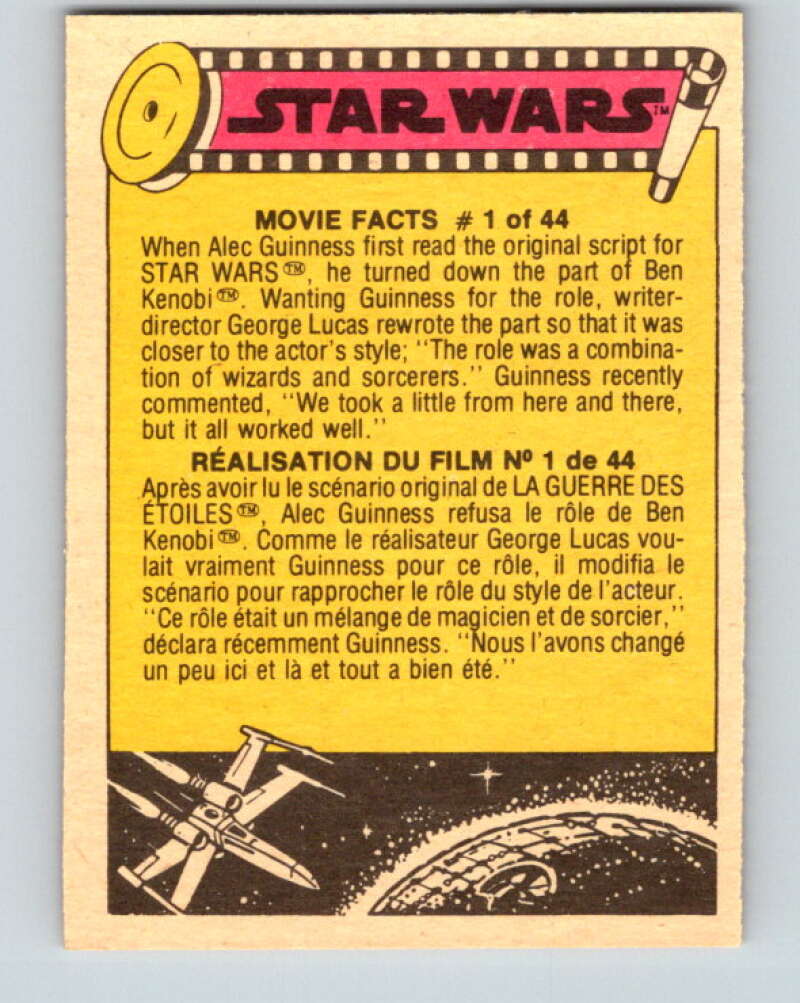 STAR WARS™
MOVIE FACTS # 1 of 44
When Alec Guinness first read the original script for
STAR WARS™, he turned down the part of Ben
Kenobi™. Wanting Guinness for the role, writer-
director George Lucas rewrote the part so that it was
closer to the actor's style; "The role was a combina-
tion of wizards and sorcerers." Guinness recently
commented, "We took a little from here and there,
but it all worked well."
RÉALISATION DU FILM Nº 1 de 44
Après avoir lu le scénario original de LA GUERRE DES
ÉTOILES™, Alec Guinness refusa le rôle de Ben
Kenobi™. Comme le réalisateur George Lucas vou-
lait vraiment Guinness pour ce rôle, il modifia le
scénario pour rapprocher le rôle du style de l'acteur.
"Ce rôle était un mélange de magicien et de sorcier,"
déclara récemment Guinness. "Nous l'avons changé
un peu ici et là et tout a bien été."